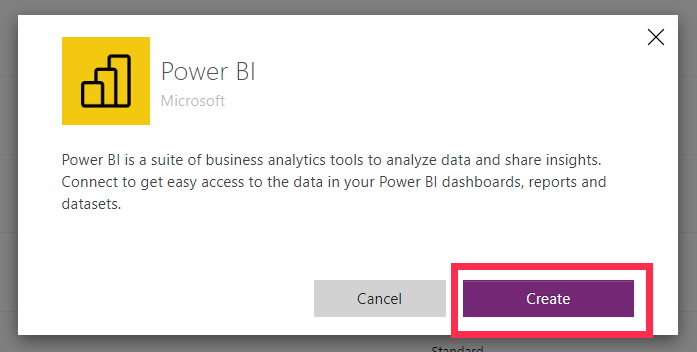 Power BI
Microsoft
Power BI is a suite of business analytics tools to analyze data and share insights.
Connect to get easy access to the data in your Power BI dashboards, reports and
datasets.
Cancel
Create
Standard